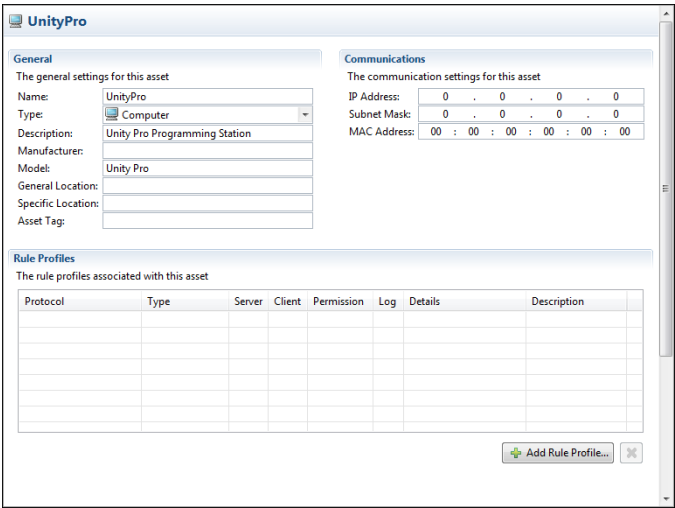 UnityPro
General
The general settings for this asset
Name: UnityPro
Type: Computer
Description: Unity Pro Programming Station
Manufacturer:
Model: Unity Pro
General Location:
Specific Location:
Asset Tag:
Communications
The communication settings for this asset
IP Address: 0 . 0 . 0 . 0
Subnet Mask: 0 . 0 . 0 . 0
MAC Address: 00 : 00 : 00 : 00 : 00 : 00
Rule Profiles
The rule profiles associated with this asset
Protocol Type Server Client Permission Log Details Description
Add Rule Profile...